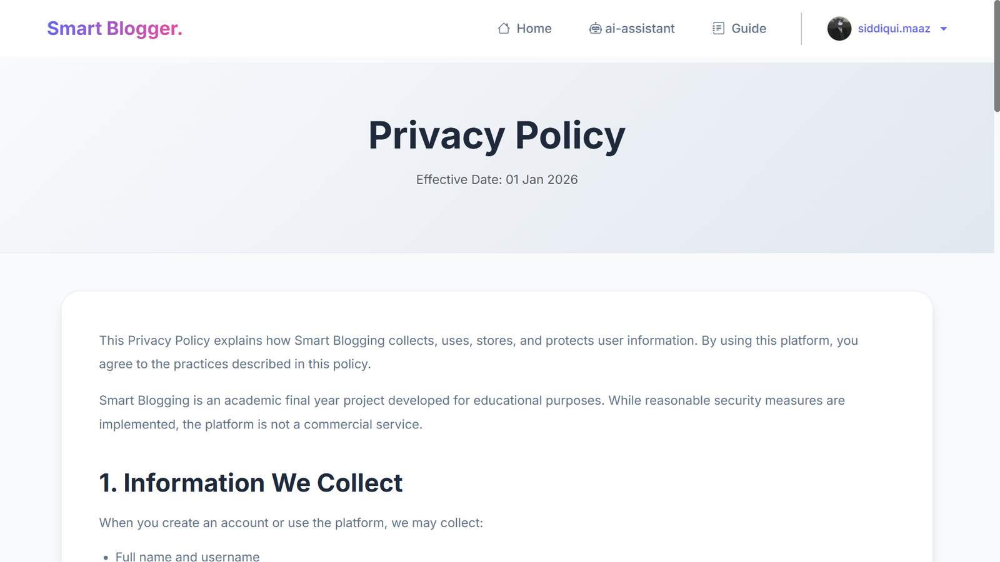 Smart Blogger.
Home
ai-assistant
Guide
siddiqui.maaz
Privacy Policy
Effective Date: 01 Jan 2026
This Privacy Policy explains how Smart Blogging collects, uses, stores, and protects user information. By using this platform, you
agree to the practices described in this policy.
Smart Blogging is an academic final year project developed for educational purposes. While reasonable security measures are
implemented, the platform is not a commercial service.
1. Information We Collect
When you create an account or use the platform, we may collect:
• Full name and username